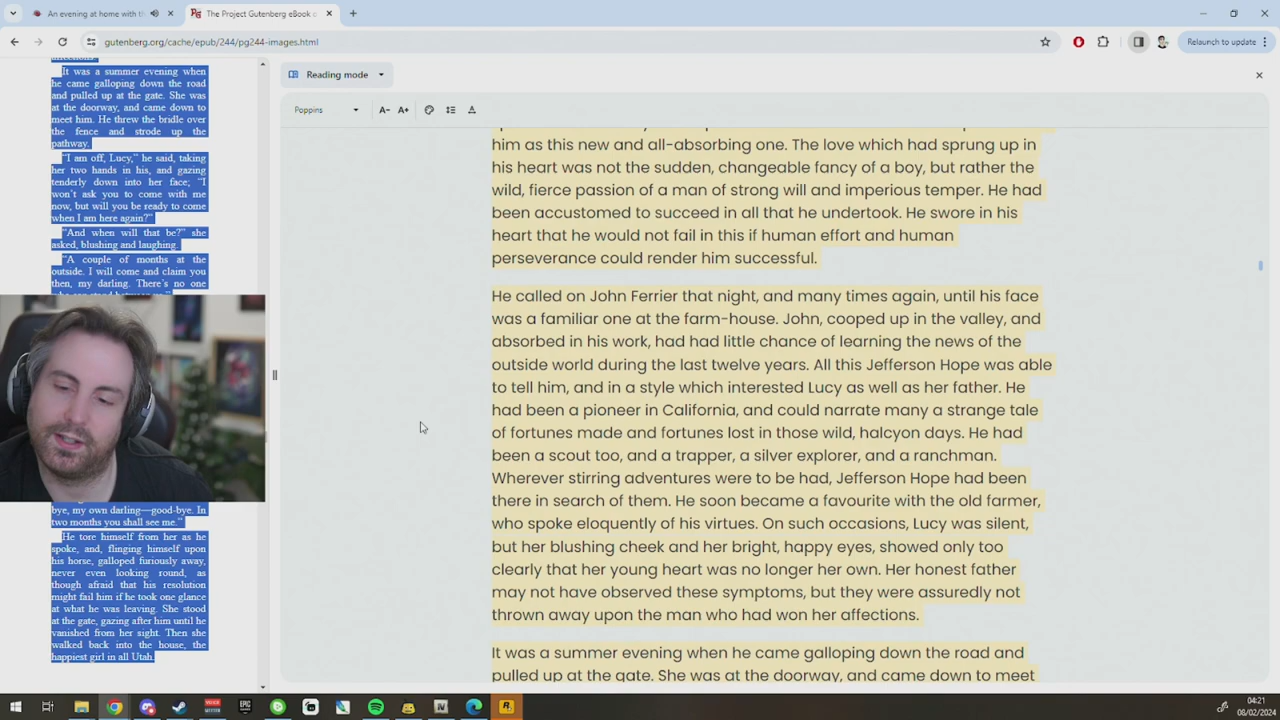 An evening at home with th
The Project Gutenberg eBook o
gutenberg.org/cache/epub/244/pg244-images.html
Relaunch to update
Reading mode
Poppins
A-
A+
affections.
It was a summer evening when
he came galloping down the road
and pulled up at the gate. She was
at the doorway, and came down to
meet him. He threw the bridle over
the fence and strode up the
pathway.
“I am off, Lucy,” he said, taking
her two hands in his, and gazing
tenderly down into her face; “I
won’t ask you to come with me
now, but will you be ready to come
when I am here again?”
“And when will that be?” she
asked, blushing and laughing.
“A couple of months at the
outside. I will come and claim you
then, my darling. There’s no one
bye, my own darling—good-bye. In
two months you shall see me.”
He tore himself from her as he
spoke, and, flinging himself upon
his horse, galloped furiously away,
never even looking round, as
though afraid that his resolution
might fail him if he took one glance
at what he was leaving. She stood
at the gate, gazing after him until he
vanished from her sight. Then she
walked back into the house, the
happiest girl in all Utah.
him as this new and all-absorbing one. The love which had sprung up in
his heart was not the sudden, changeable fancy of a boy, but rather the
wild, fierce passion of a man of strong will and imperious temper. He had
been accustomed to succeed in all that he undertook. He swore in his
heart that he would not fail in this if human effort and human
perseverance could render him successful.
He called on John Ferrier that night, and many times again, until his face
was a familiar one at the farm-house. John, cooped up in the valley, and
absorbed in his work, had had little chance of learning the news of the
outside world during the last twelve years. All this Jefferson Hope was able
to tell him, and in a style which interested Lucy as well as her father. He
had been a pioneer in California, and could narrate many a strange tale
of fortunes made and fortunes lost in those wild, halcyon days. He had
been a scout too, and a trapper, a silver explorer, and a ranchman.
Wherever stirring adventures were to be had, Jefferson Hope had been
there in search of them. He soon became a favourite with the old farmer,
who spoke eloquently of his virtues. On such occasions, Lucy was silent,
but her blushing cheek and her bright, happy eyes, showed only too
clearly that her young heart was no longer her own. Her honest father
may not have observed these symptoms, but they were assuredly not
thrown away upon the man who had won her affections.
It was a summer evening when he came galloping down the road and
pulled up at the gate. She was at the doorway, and came down to meet
04:21
08/02/2024